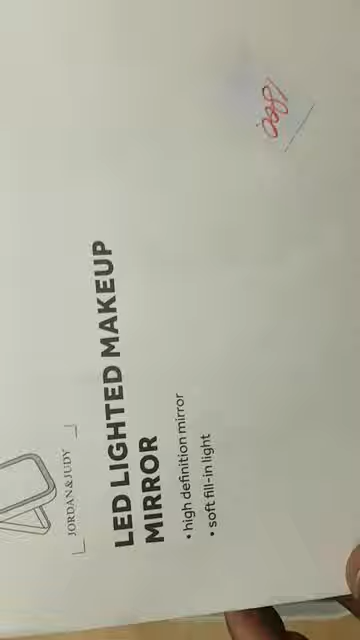 JORDAN&JUDY
LED LIGHTED MAKEUP
MIRROR
• high definition mirror
• soft fill-in light